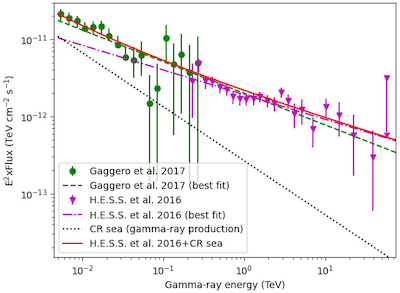 10⁻¹¹
10⁻¹²
10⁻¹³
E²xFlux (TeV cm⁻² s⁻¹)
Gaggero et al. 2017
Gaggero et al. 2017 (best fit)
H.E.S.S. et al. 2016
H.E.S.S. et al. 2016 (best fit)
CR sea (gamma-ray production)
H.E.S.S. et al. 2016+CR sea
10⁻² 10⁻¹ 10⁰ 10¹
Gamma-ray energy (TeV)